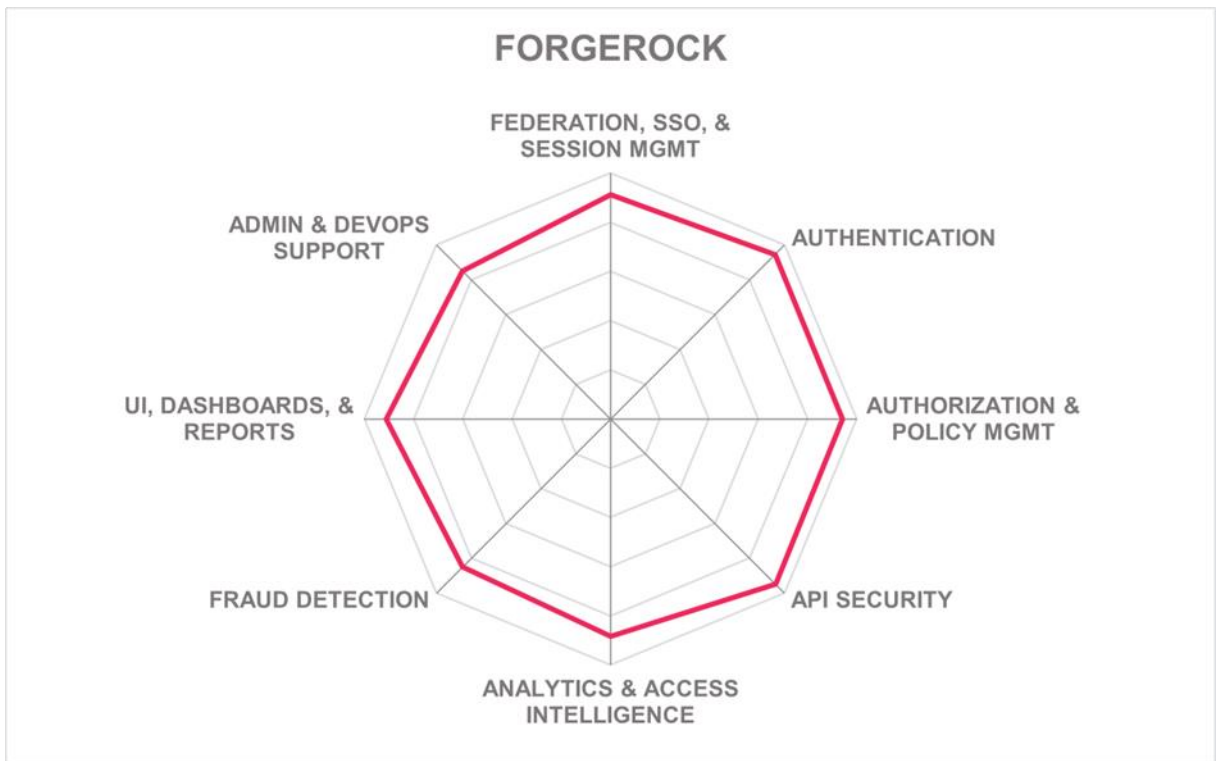 FORGEROCK
FEDERATION, SSO, &
SESSION MGMT
ADMIN & DEVOPS
SUPPORT
AUTHENTICATION
UI, DASHBOARDS, &
REPORTS
AUTHORIZATION &
POLICY MGMT
FRAUD DETECTION
API SECURITY
ANALYTICS & ACCESS
INTELLIGENCE